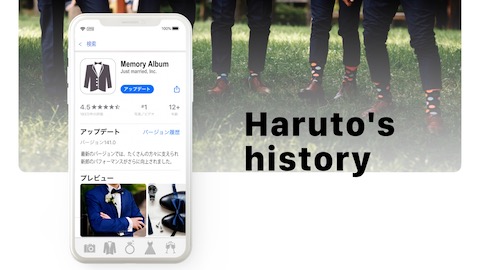 100%
検索
Memory Album
Just married, Inc.
アップデート
4.5★★★★⯪
#1
12+
アップデート
バージョン履歴
バージョン141.0
最新のバージョンでは、たくさんの方々に支えられ
新郎のパフォーマンスがさらに向上されました。
プレビュー
Haruto's
history